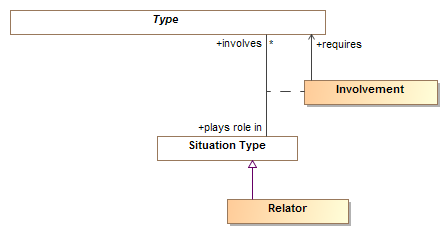 Type
+involves
*
+requires
Involvement
+plays role in
Situation Type
Relator